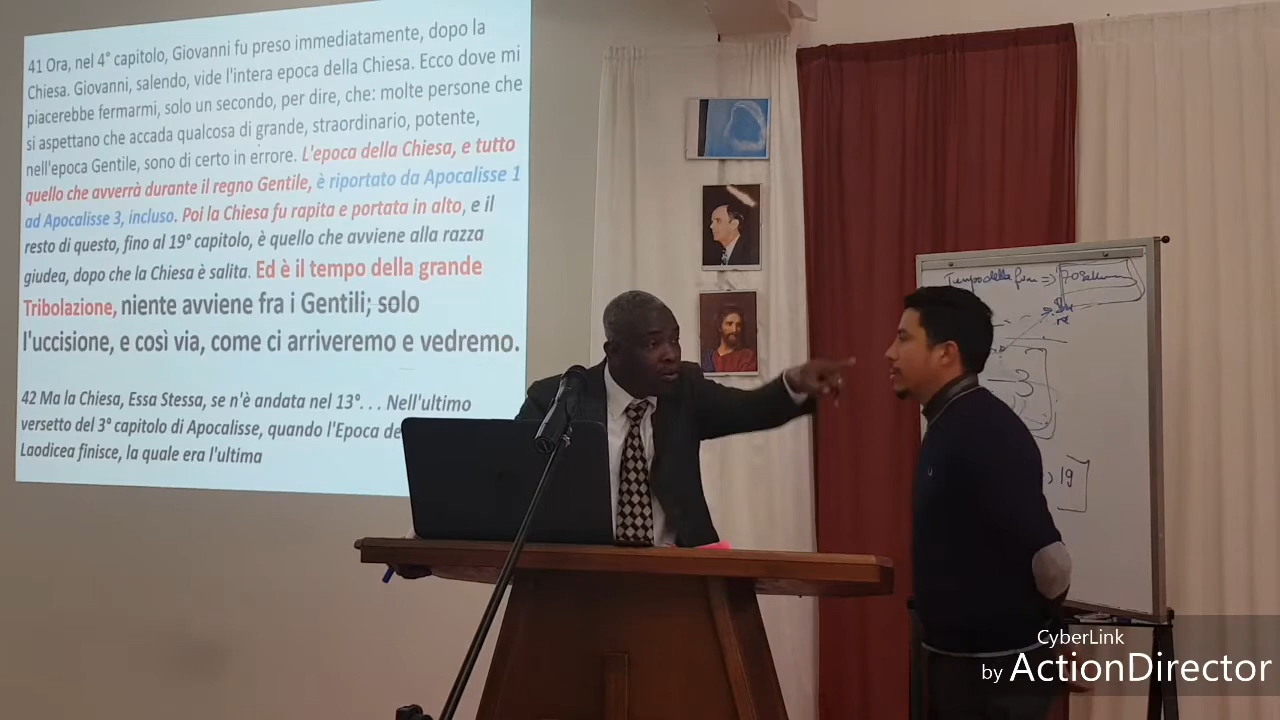 41 Ora, nel 4° capitolo, Giovanni fu preso immediatamente, dopo la
Chiesa. Giovanni, salendo, vide l'intera epoca della Chiesa. Ecco dove mi
piacerebbe fermarmi, solo un secondo, per dire, che: molte persone che
si aspettano che accada qualcosa di grande, straordinario, potente,
nell'epoca Gentile, sono di certo in errore. L'epoca della Chiesa, e tutto
quello che avverrà durante il regno Gentile, è riportato da Apocalisse 1
ad Apocalisse 3, incluso. Poi la Chiesa fu rapita e portata in alto, e il
resto di questo, fino al 19° capitolo, è quello che avviene alla razza
giudea, dopo che la Chiesa è salita. Ed è il tempo della grande
Tribolazione, niente avviene fra i Gentili; solo
l'uccisione, e così via, come ci arriveremo e vedremo.
42 Ma la Chiesa, Essa Stessa, se n'è andata nel 13°. . . Nell'ultimo
versetto del 3° capitolo di Apocalisse, quando l'Epoca de
Laodicea finisce, la quale era l'ultima
Tempo della fine => 70
3
19
CyberLink
by ActionDirector